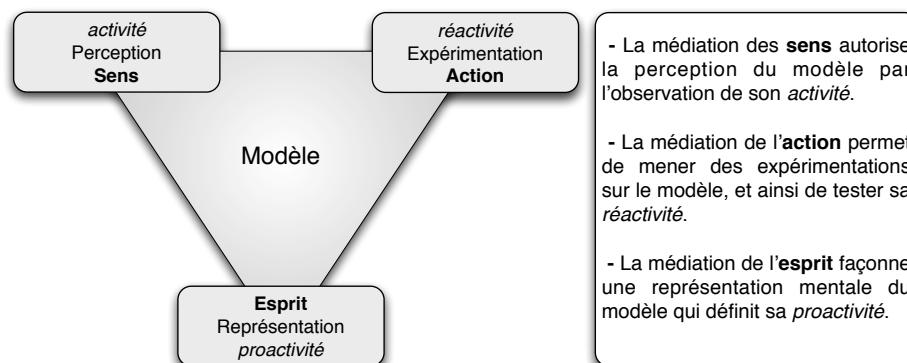 activité
Perception
Sens
réactivité
Expérimentation
Action
Modèle
Esprit
Représentation
proactivité
- La médiation des sens autorise
la perception du modèle par
l'observation de son activité.
- La médiation de l'action permet
de mener des expérimentations
sur le modèle, et ainsi de tester sa
réactivité.
- La médiation de l'esprit façonne
une représentation mentale du
modèle qui définit sa proactivité.